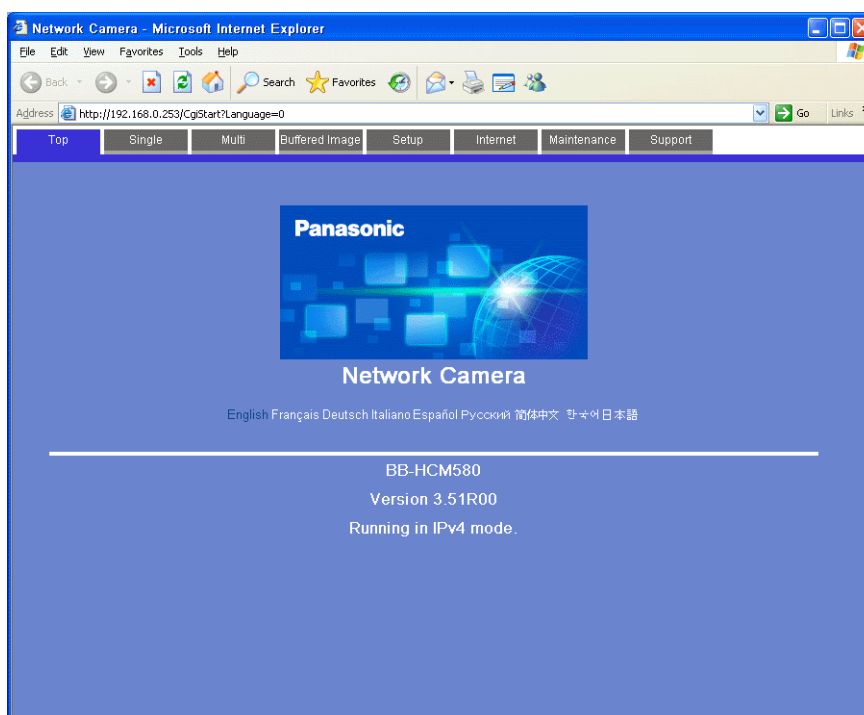 Network Camera - Microsoft Internet Explorer
File Edit View Favorites Tools Help
Back Search Favorites
Address http://192.168.0.253/CgiStart?Language=0 Go Links
Top Single Multi Buffered Image Setup Internet Maintenance Support
Panasonic
Network Camera
English Français Deutsch Italiano Español Русский 简体中文 한국어 日本語
BB-HCM580
Version 3.51R00
Running in IPv4 mode.